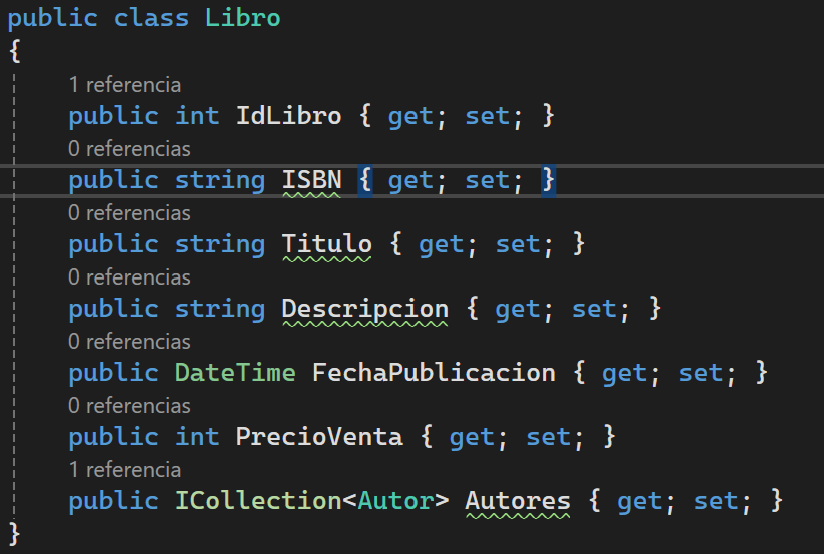 public class Libro
{
1 referencia
public int IdLibro { get; set; }
0 referencias
public string ISBN { get; set; }
0 referencias
public string Titulo { get; set; }
0 referencias
public string Descripcion { get; set; }
0 referencias
public DateTime FechaPublicacion { get; set; }
0 referencias
public int PrecioVenta { get; set; }
1 referencia
public ICollection<Autor> Autores { get; set; }
}